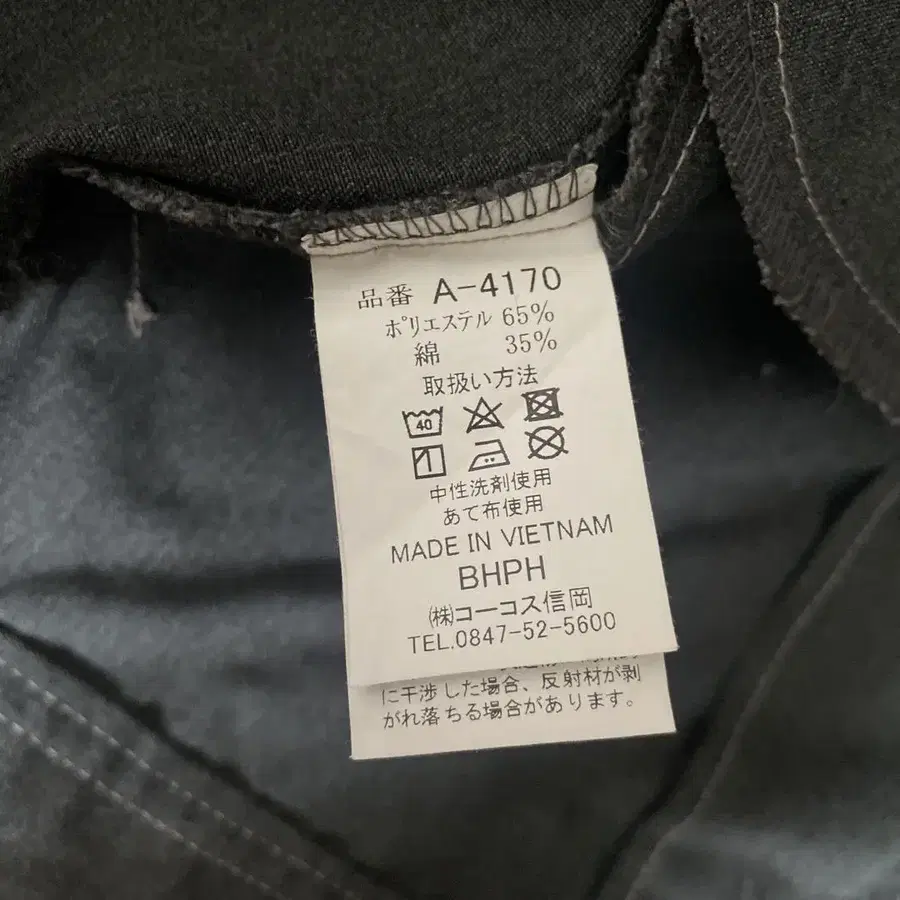 品番 A-4170
ポリエステル 65%
綿 35%
取扱い方法
40
中性洗剤使用
あて布使用
MADE IN VIETNAM
BHPH
㈱コーコス信岡
TEL.0847-52-5600
に干渉した場合、反射材が剥
がれ落ちる場合があります。